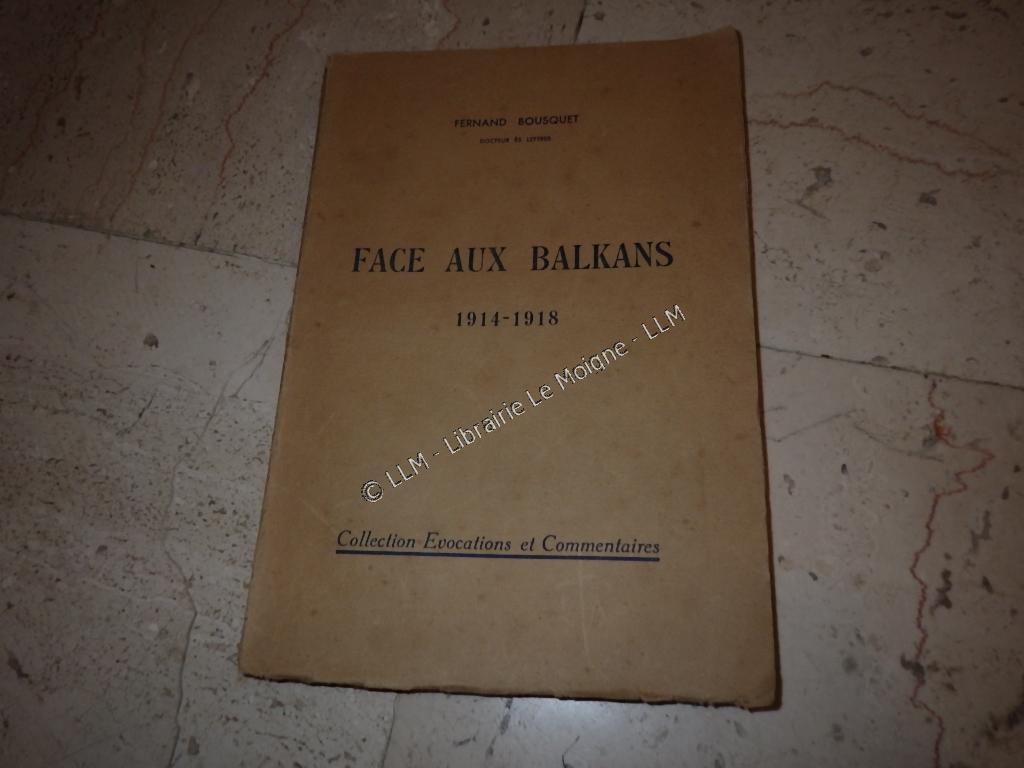 FERNAND BOUSQUET
DOCTEUR ÈS LETTRES
FACE AUX BALKANS
1914-1918
© LLM - Librairie Le Moigne - LLM
Collection Evocations et Commentaires